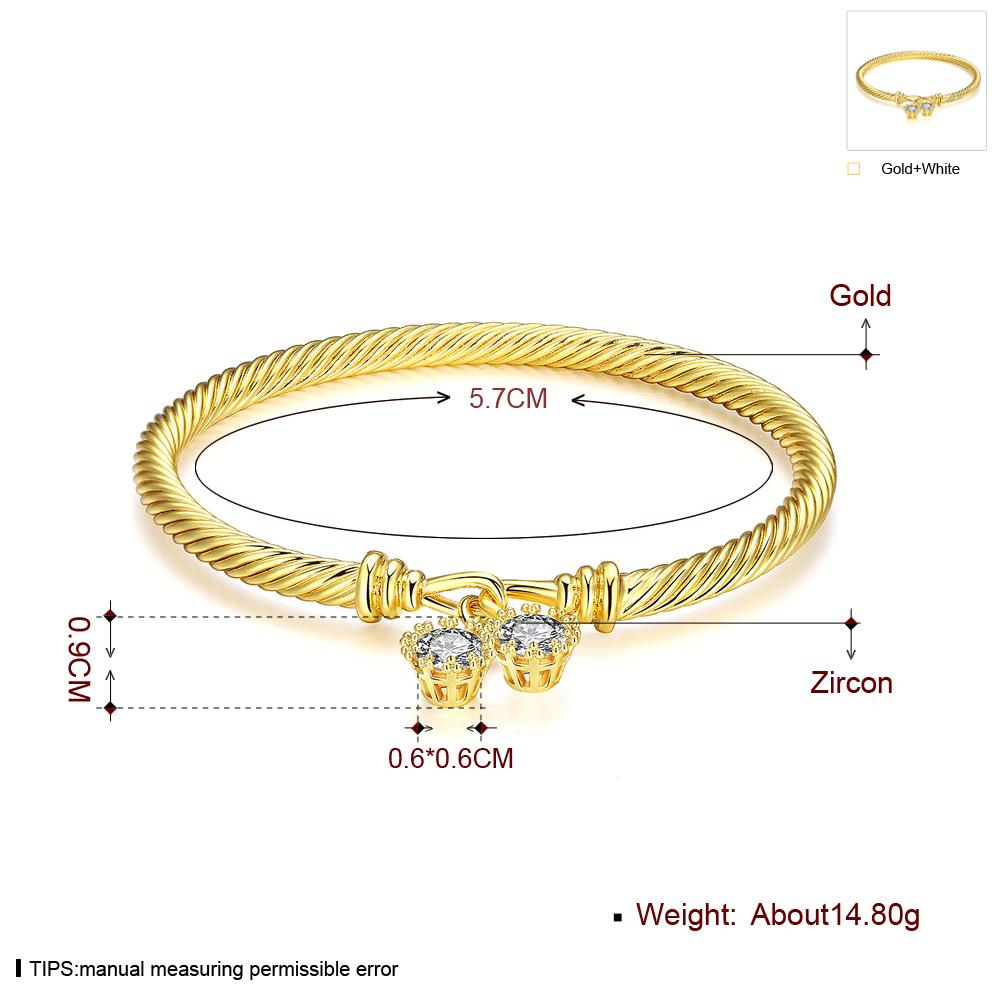 Gold+White
Gold
5.7CM
0.9CM
Zircon
0.6*0.6CM
Weight: About14.80g
TIPS:manual measuring permissible error